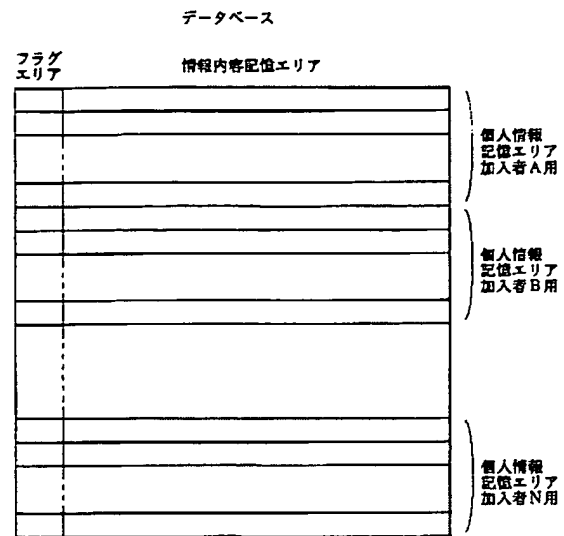 データベース
フラグ
エリア
情報内容記憶エリア
個人情報
記憶エリア
加入者A用
個人情報
記憶エリア
加入者B用
個人情報
記憶エリア
加入者N用